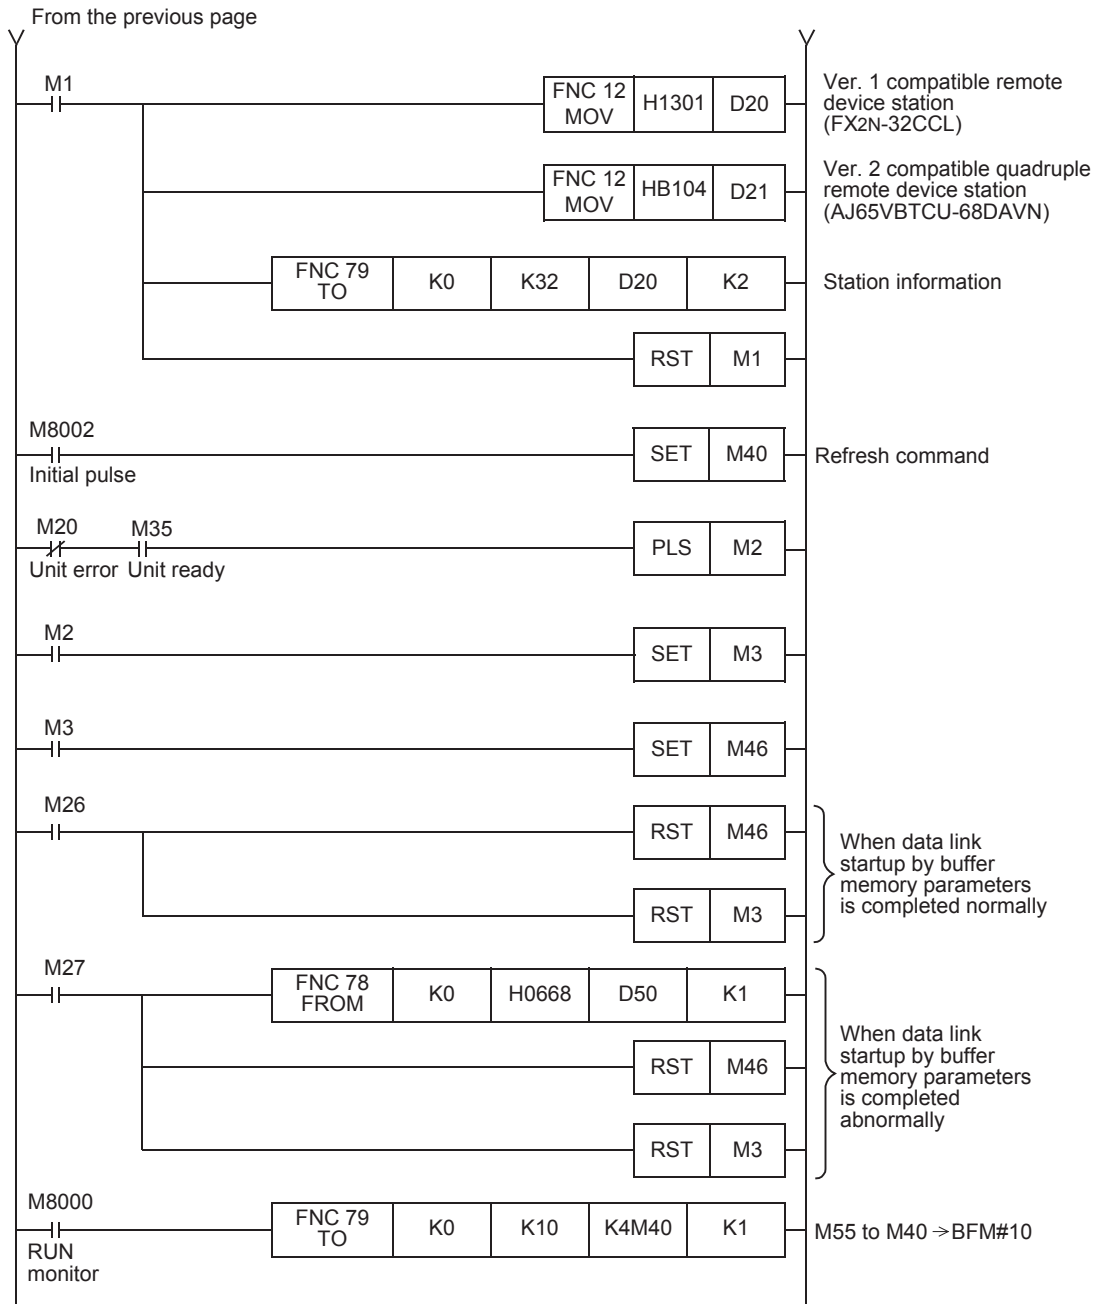 From the previous page
M1
FNC 12
MOV
H1301
D20
Ver. 1 compatible remote
device station
(FX2N-32CCL)
FNC 12
MOV
HB104
D21
Ver. 2 compatible quadruple
remote device station
(AJ65VBTCU-68DAVN)
FNC 79
TO
K0
K32
D20
K2
Station information
RST
M1
M8002
Initial pulse
SET
M40
Refresh command
M20
Unit error
M35
Unit ready
PLS
M2
M2
SET
M3
M3
SET
M46
M26
RST
M46
RST
M3
When data link
startup by buffer
memory parameters
is completed normally
M27
FNC 78
FROM
K0
H0668
D50
K1
RST
M46
RST
M3
When data link
startup by buffer
memory parameters
is completed
abnormally
M8000
RUN
monitor
FNC 79
TO
K0
K10
K4M40
K1
M55 to M40 →BFM#10